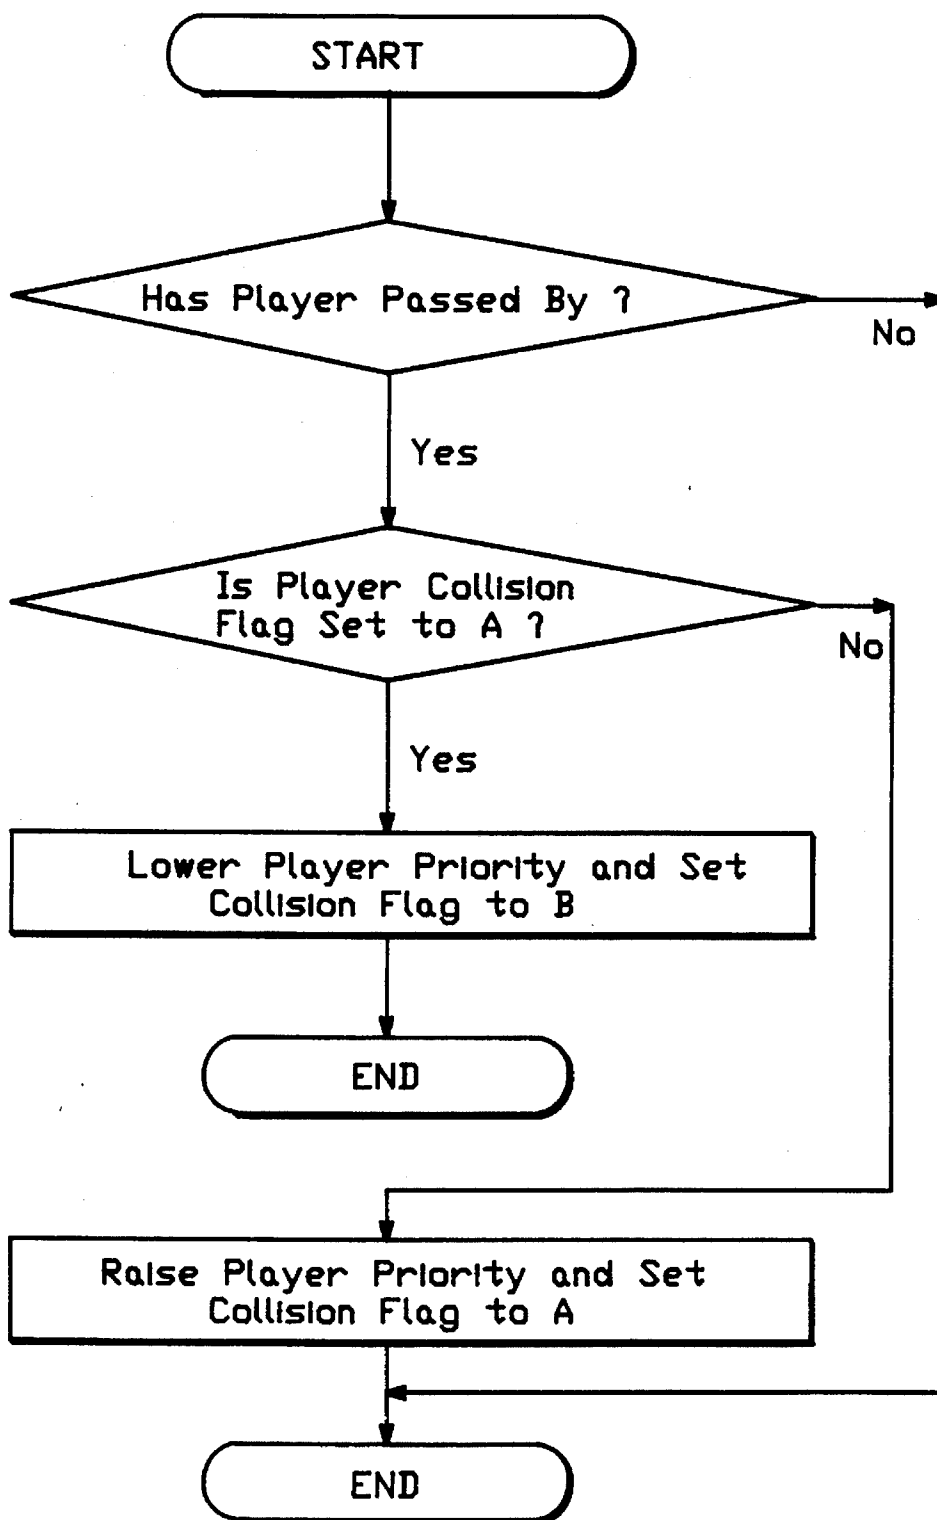 START
Has Player Passed By ?
No
Yes
Is Player Collision
Flag Set to A ?
No
Yes
Lower Player Priority and Set
Collision Flag to B
END
Raise Player Priority and Set
Collision Flag to A
END